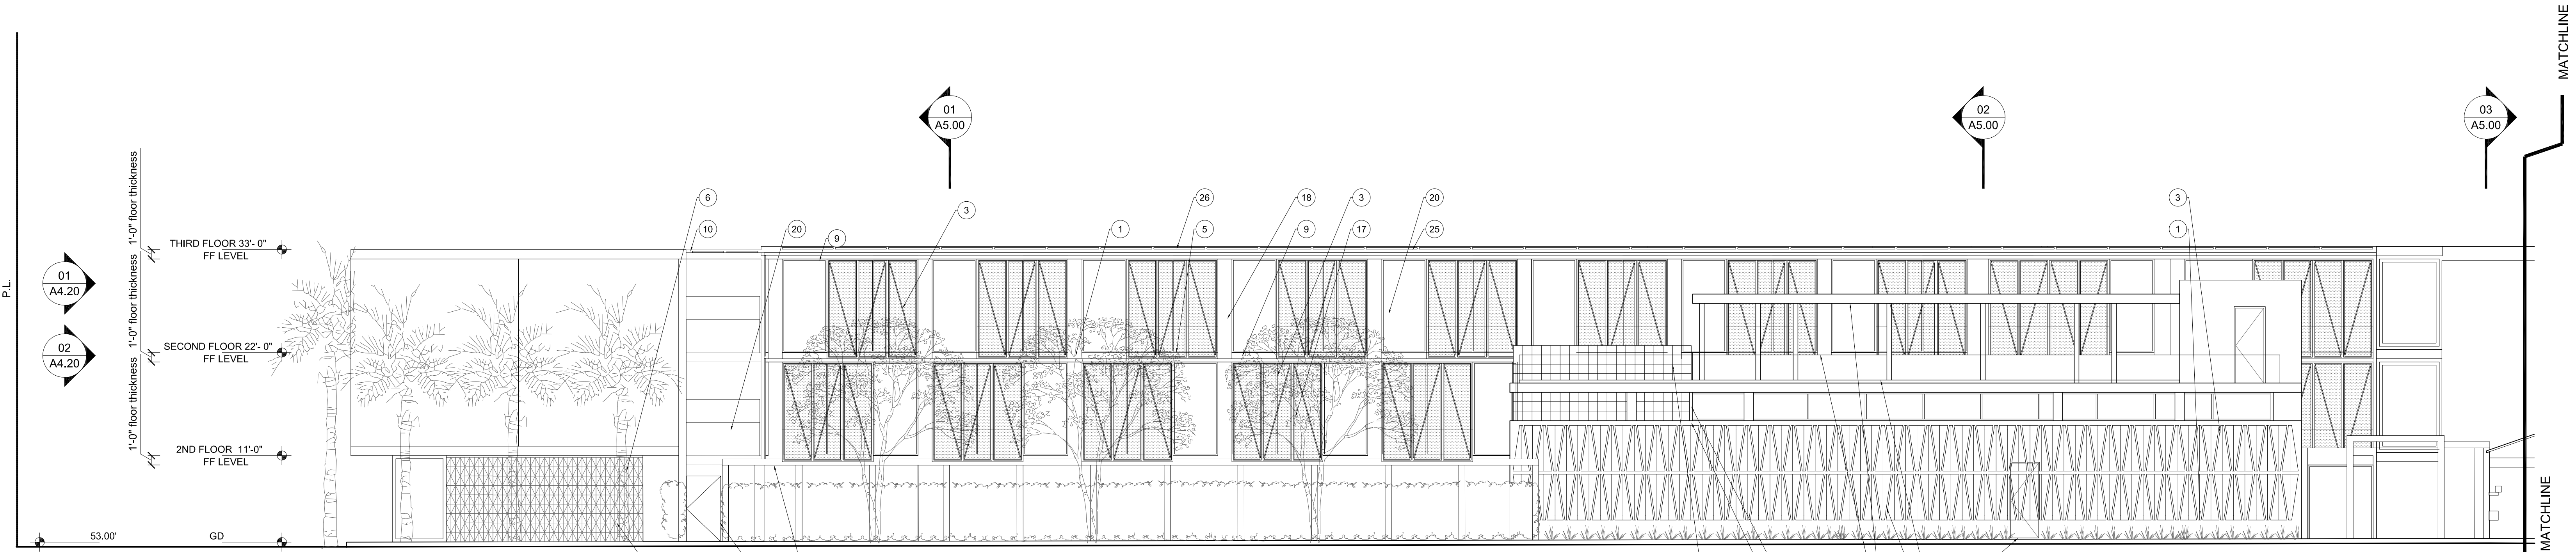 MATCHLINE
01
A5.00
02
A5.00
03
A5.00
1'-0" floor thickness
6
3
26
18
3
20
3
10
20
9
1
5
9
17
25
1
THIRD FLOOR 33'- 0"
FF LEVEL
01
A4.20
P.L.
1'-0" floor thickness
SECOND FLOOR 22'- 0"
FF LEVEL
02
A4.20
1'-0" floor thickness
2ND FLOOR 11'-0"
FF LEVEL
53.00'
GD
MATCHLINE